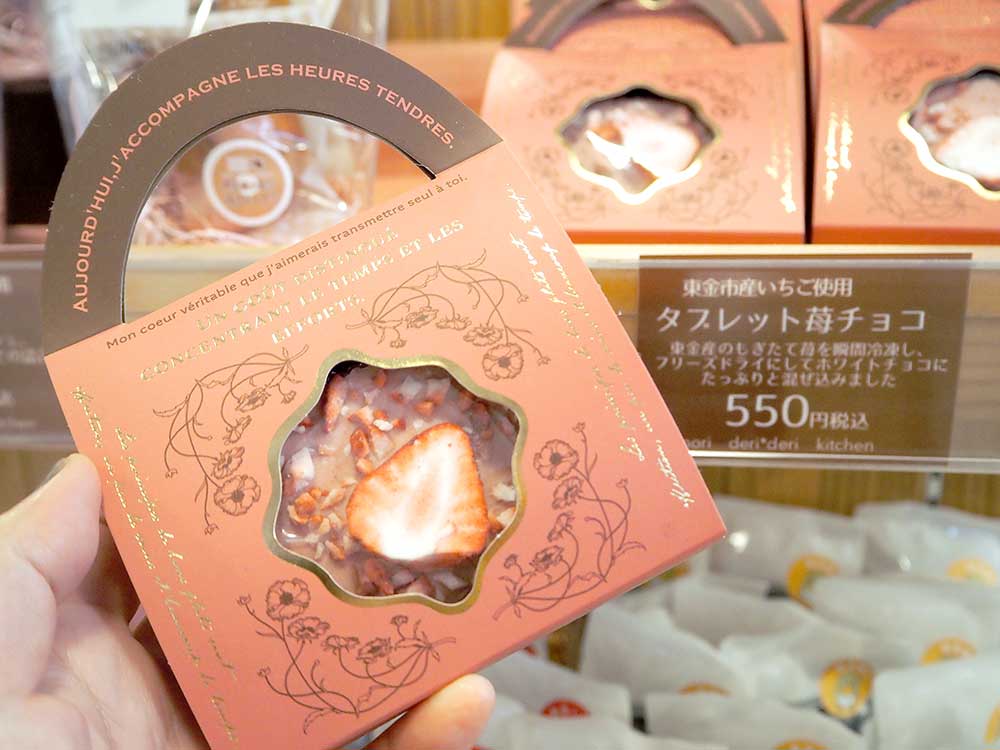 AUJOURD'HUI, J'ACCOMPAGNE LES HEURES TENDRES.
Mon coeur véritable que j'aimerais transmettre seul à toi.
UN GOÛT DISTINGUÉ
CONCENTRANT LE TEMPS ET LES
EFFORTS.
東金市産いちご使用
タブレット苺チョコ
東金産のもぎたて苺を瞬間冷凍し、
フリーズドライにしてホワイトチョコに
たっぷりと混ぜ込みました
550円税込
nori deri*deri kitchen